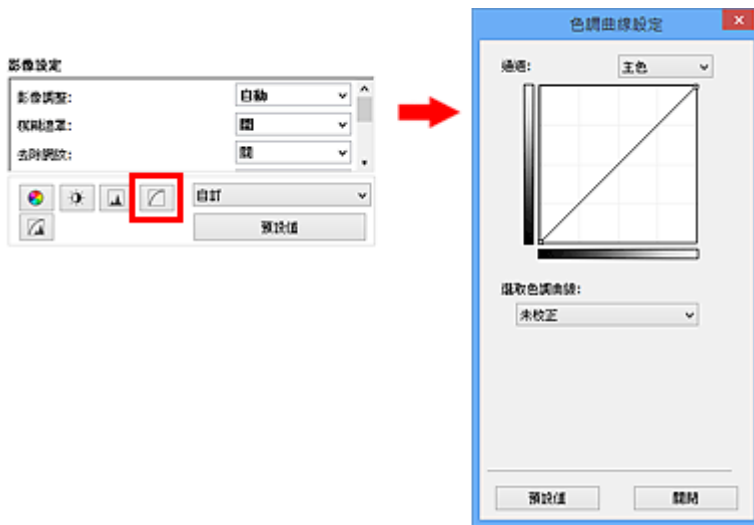 影像設定
影像調整:
自動
模糊遮罩:
開
去除網紋:
關
自訂
預設值
色調曲線設定
通道:
主色
選取色調曲線:
未校正
預設值
關閉